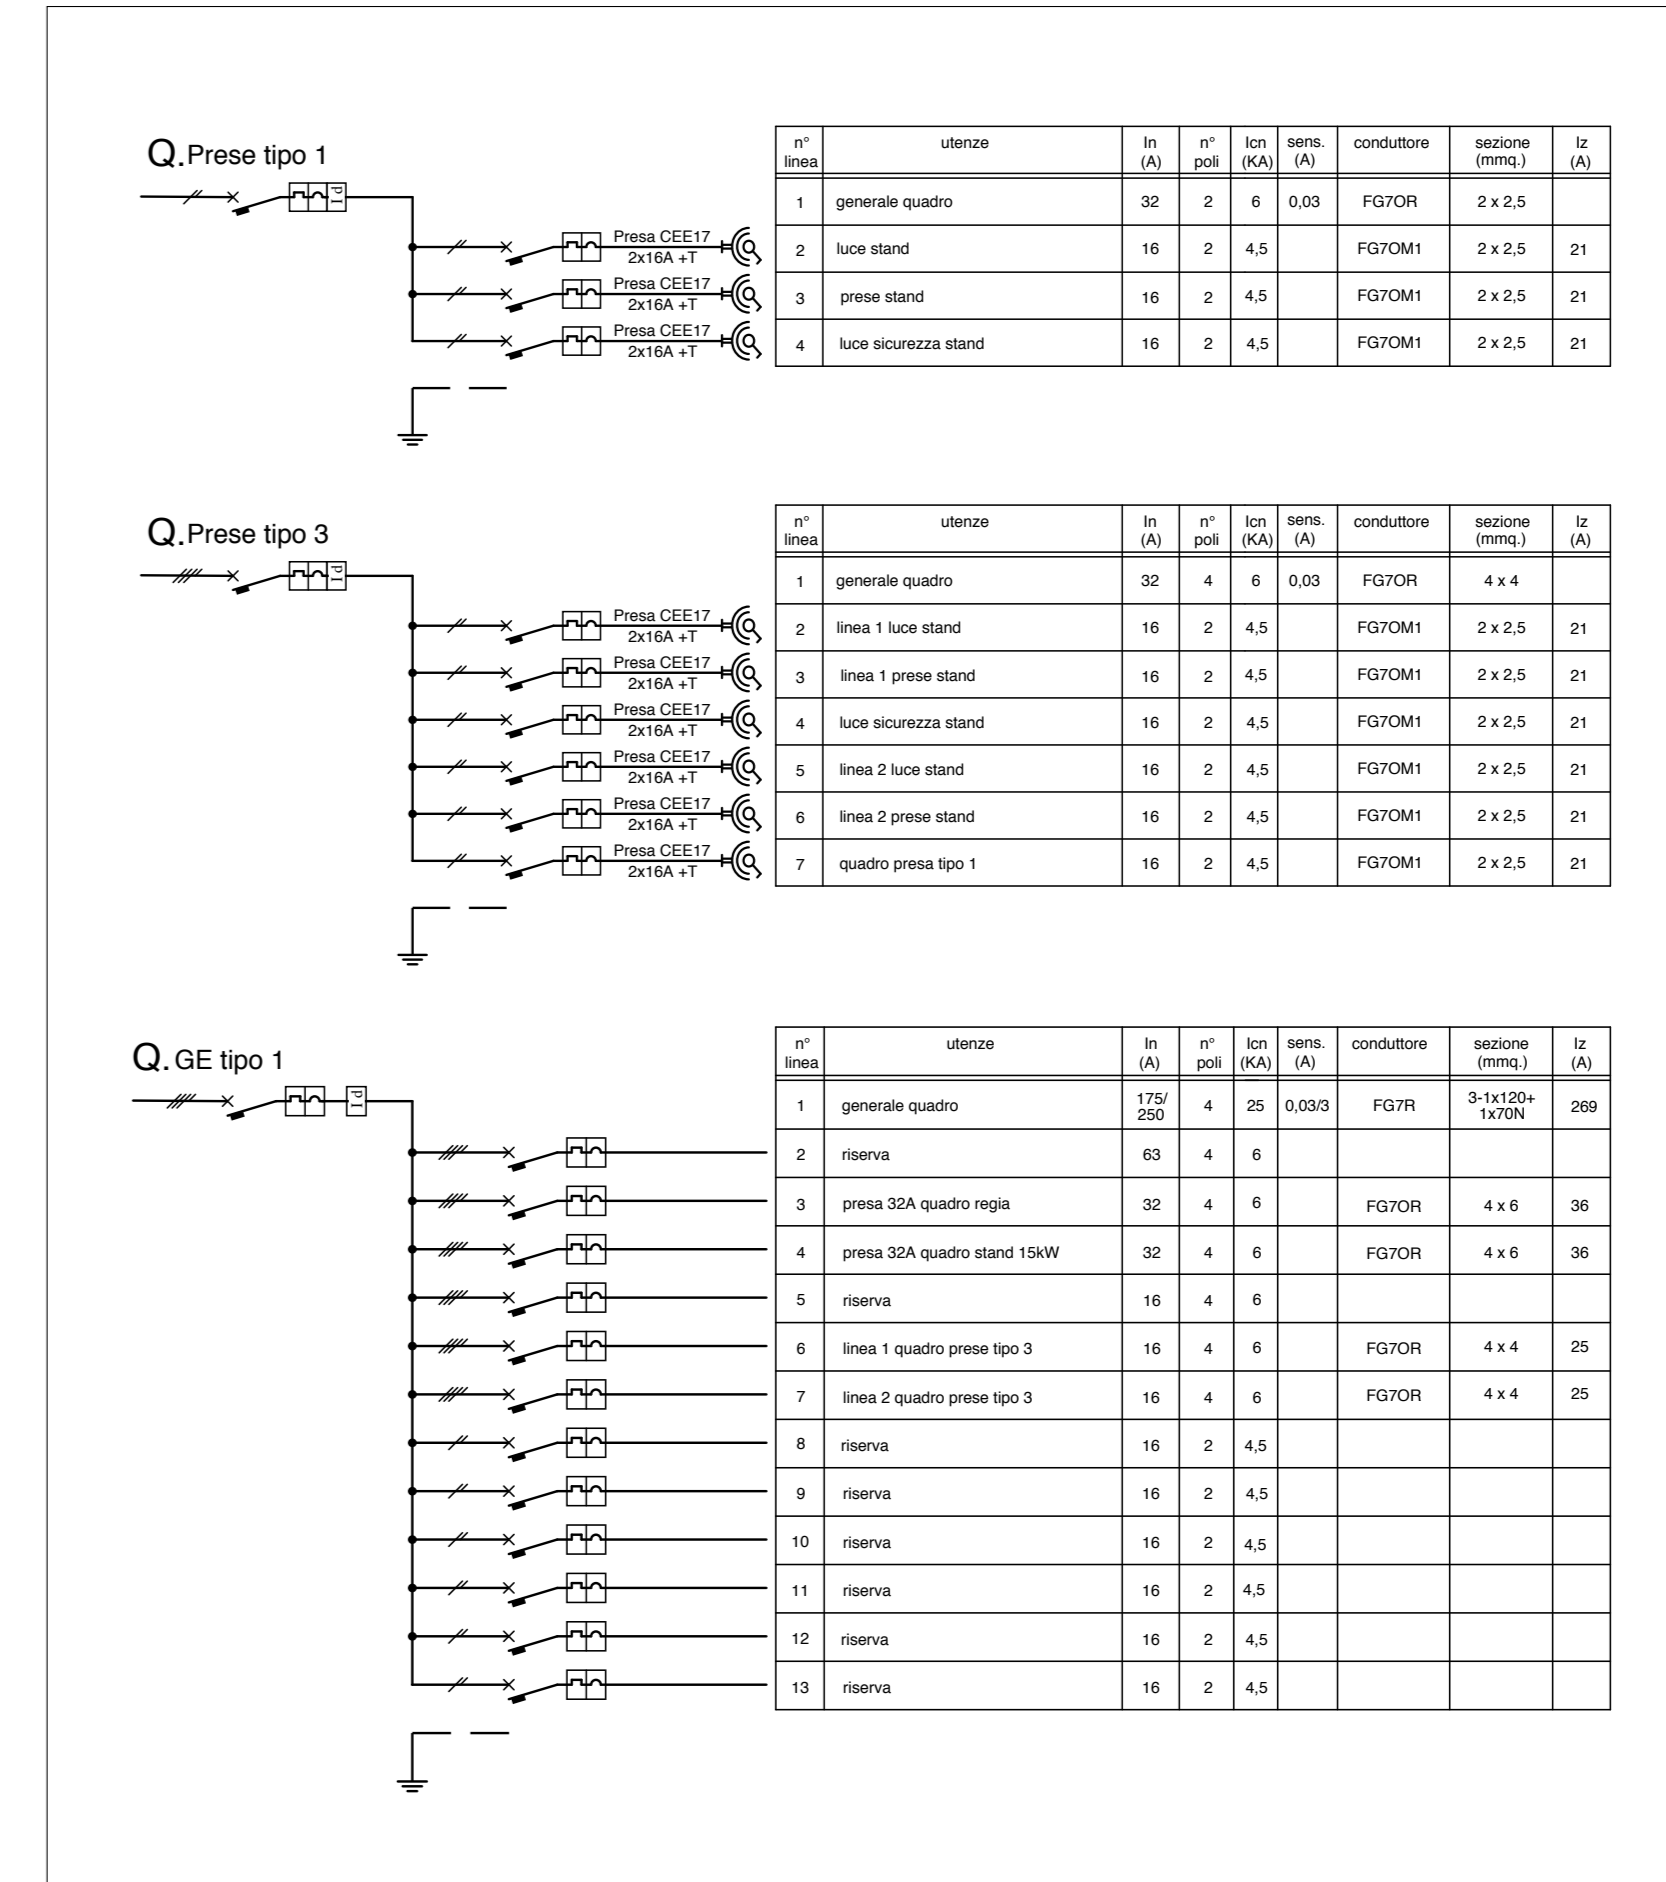 Q.Prese tipo 1
Id
Presa CEE17
2x16A +T
Presa CEE17
2x16A +T
Presa CEE17
2x16A +T
n° linea utenze In (A) n° poli Icn (KA) sens. (A) conduttore sezione (mmq.) Iz (A)
1 generale quadro 32 2 6 0,03 FG7OR 2 x 2,5
2 luce stand 16 2 4,5 FG7OM1 2 x 2,5 21
3 prese stand 16 2 4,5 FG7OM1 2 x 2,5 21
4 luce sicurezza stand 16 2 4,5 FG7OM1 2 x 2,5 21
Q.Prese tipo 3
Id
Presa CEE17
2x16A +T
Presa CEE17
2x16A +T
Presa CEE17
2x16A +T
Presa CEE17
2x16A +T
Presa CEE17
2x16A +T
Presa CEE17
2x16A +T
n° linea utenze In (A) n° poli Icn (KA) sens. (A) conduttore sezione (mmq.) Iz (A)
1 generale quadro 32 4 6 0,03 FG7OR 4 x 4
2 linea 1 luce stand 16 2 4,5 FG7OM1 2 x 2,5 21
3 linea 1 prese stand 16 2 4,5 FG7OM1 2 x 2,5 21
4 luce sicurezza stand 16 2 4,5 FG7OM1 2 x 2,5 21
5 linea 2 luce stand 16 2 4,5 FG7OM1 2 x 2,5 21
6 linea 2 prese stand 16 2 4,5 FG7OM1 2 x 2,5 21
7 quadro presa tipo 1 16 2 4,5 FG7OM1 2 x 2,5 21
Q. GE tipo 1
Id
n° linea utenze In (A) n° poli Icn (KA) sens. (A) conduttore sezione (mmq.) Iz (A)
1 generale quadro 175/ 250 4 25 0,03/3 FG7R 3-1x120+ 1x70N 269
2 riserva 63 4 6
3 presa 32A quadro regia 32 4 6 FG7OR 4 x 6 36
4 presa 32A quadro stand 15kW 32 4 6 FG7OR 4 x 6 36
5 riserva 16 4 6
6 linea 1 quadro prese tipo 3 16 4 6 FG7OR 4 x 4 25
7 linea 2 quadro prese tipo 3 16 4 6 FG7OR 4 x 4 25
8 riserva 16 2 4,5
9 riserva 16 2 4,5
10 riserva 16 2 4,5
11 riserva 16 2 4,5
12 riserva 16 2 4,5
13 riserva 16 2 4,5